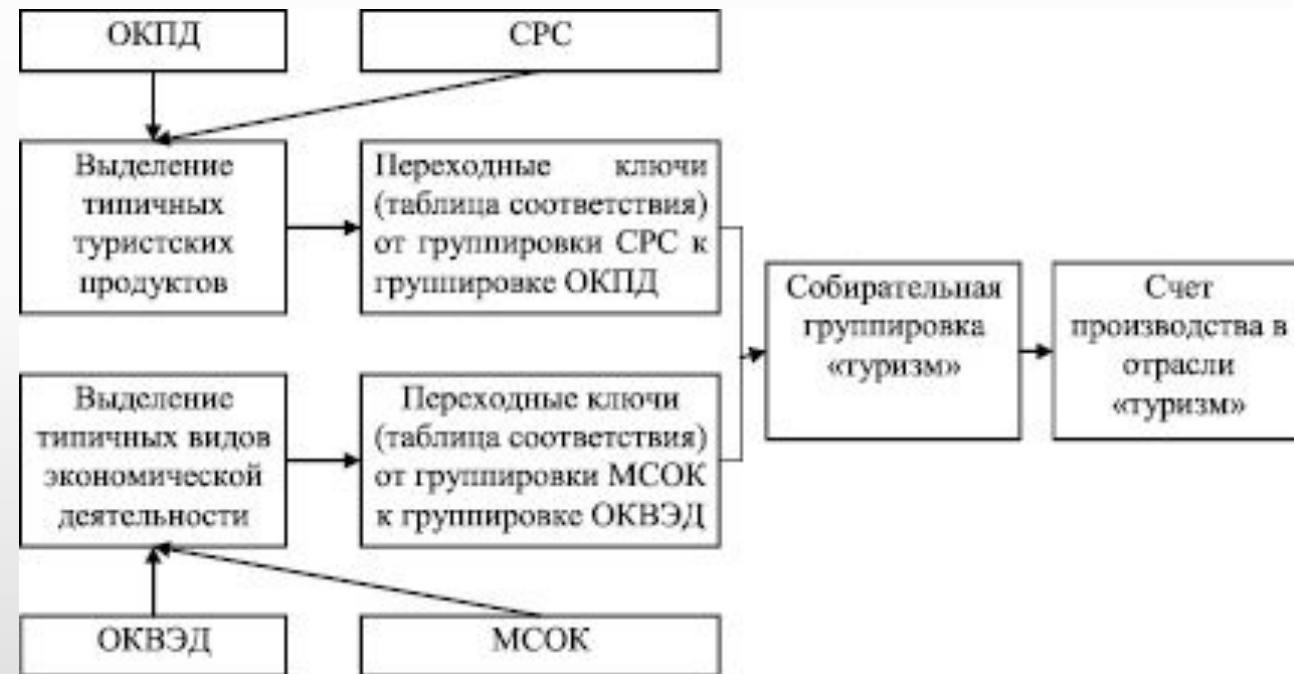 ОКПД
СРС
Выделение
типичных
туристских
продуктов
Переходные ключи
(таблица соответствия)
от группировки СРС к
группировке ОКПД
Выделение
типичных видов
экономической
деятельности
Переходные ключи
(таблица соответствия)
от группировки МСОК
к группировке ОКВЭД
Собирательная
группировка
«туризм»
Счет
производства в
отрасли
«туризм»
ОКВЭД
МСОК